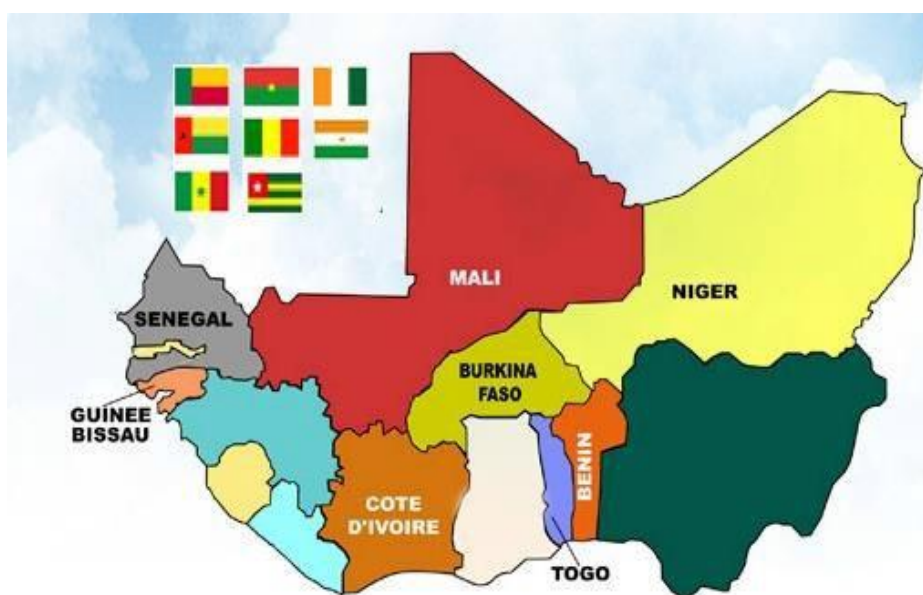 MALI
NIGER
SENEGAL
BURKINA
FASO
GUINEE
BISSAU
BENIN
COTE
D'IVOIRE
TOGO